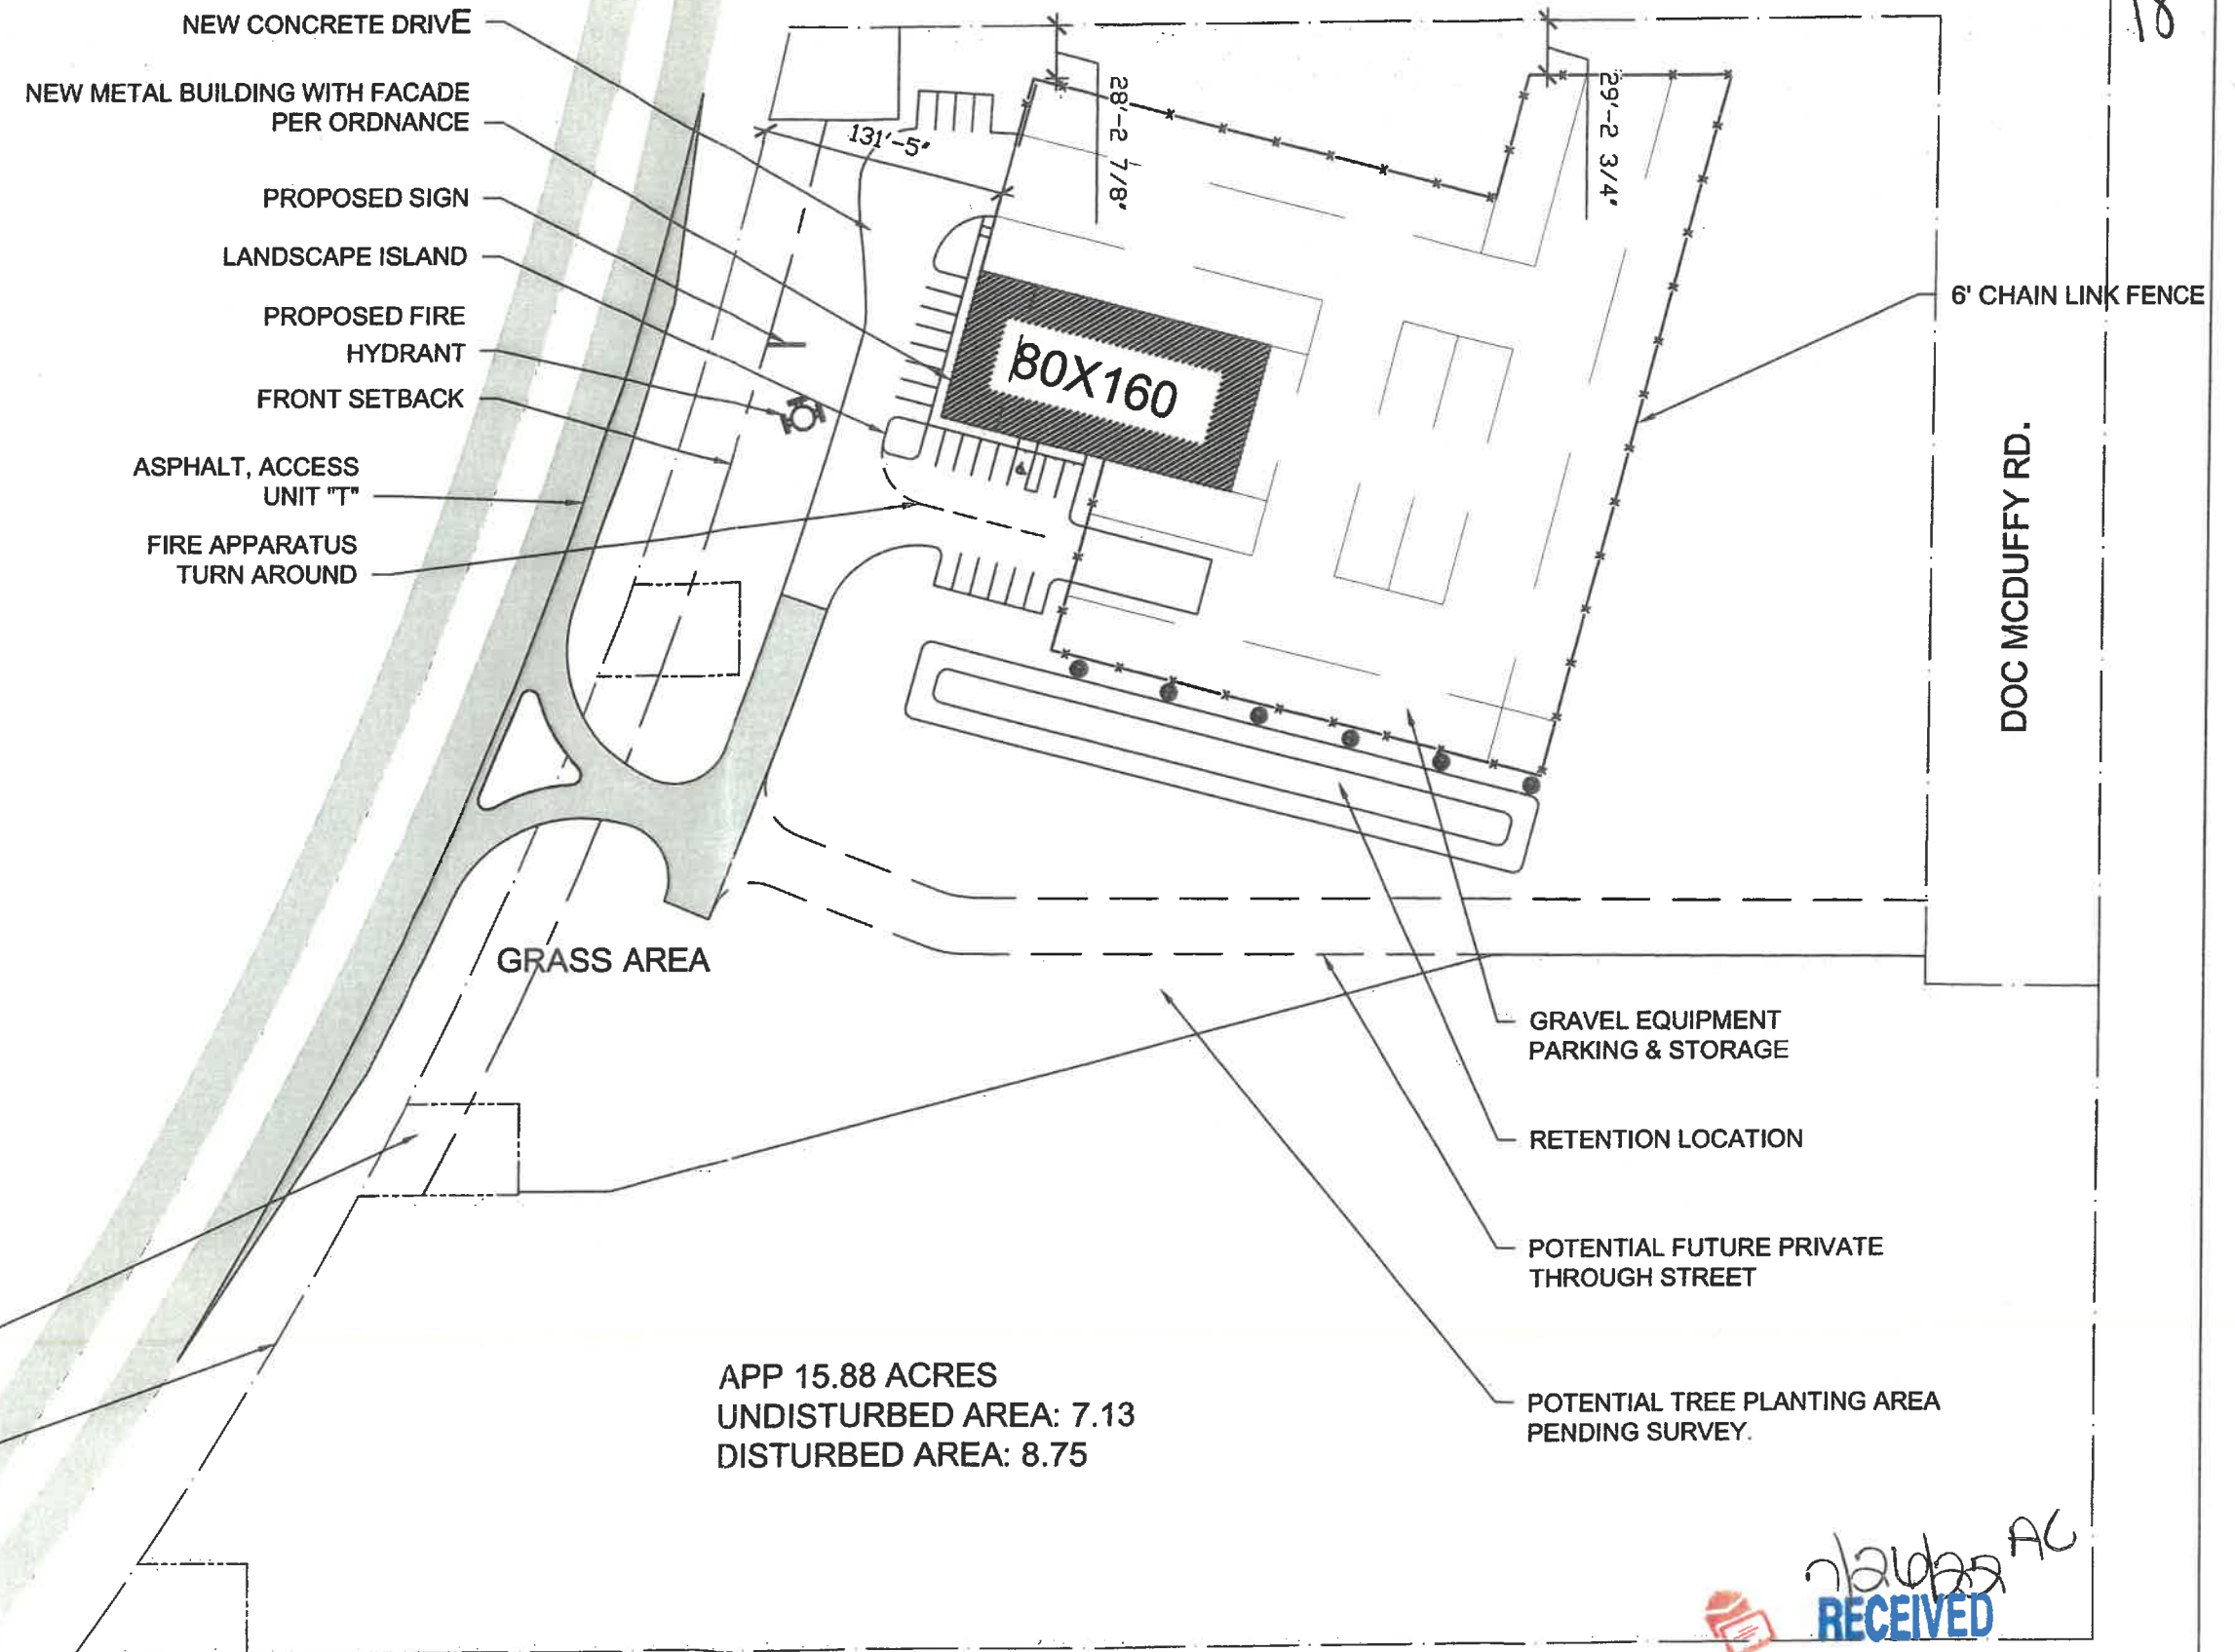 18
NEW CONCRETE DRIVE
NEW METAL BUILDING WITH FACADE
PER ORDNANCE
PROPOSED SIGN
LANDSCAPE ISLAND
PROPOSED FIRE
HYDRANT
FRONT SETBACK
ASPHALT, ACCESS
UNIT "T"
FIRE APPARATUS
TURN AROUND
131'-5"
28'-2 7/8"
29'-2 3/4"
80X160
6' CHAIN LINK FENCE
DOC MCDUFFY RD.
GRASS AREA
GRAVEL EQUIPMENT
PARKING & STORAGE
RETENTION LOCATION
POTENTIAL FUTURE PRIVATE
THROUGH STREET
POTENTIAL TREE PLANTING AREA
PENDING SURVEY.
APP 15.88 ACRES
UNDISTURBED AREA: 7.13
DISTURBED AREA: 8.75
AC
RECEIVED